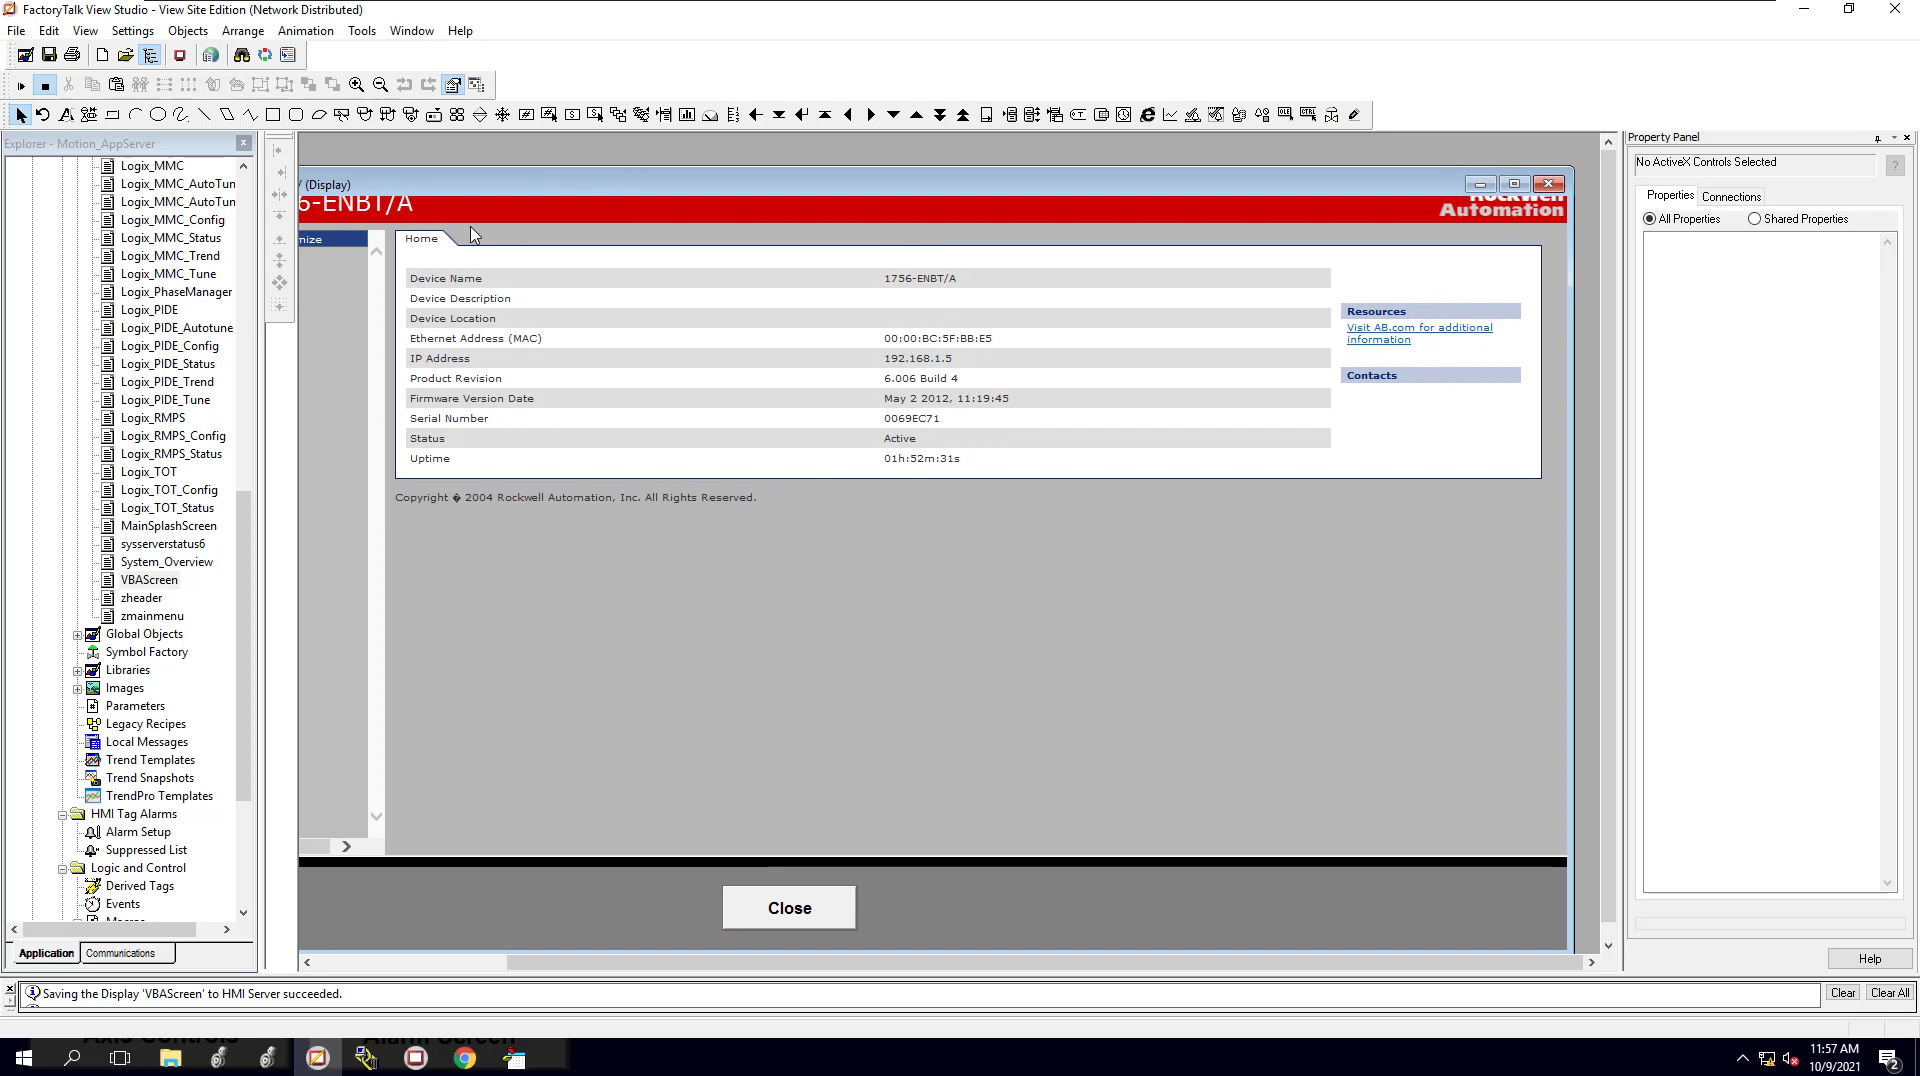 FactoryTalk View Studio - View Site Edition (Network Distributed)
File Edit View Settings Objects Arrange Animation Tools Window Help
Explorer - Motion_AppServer
Logix_MMC
Logix_MMC_AutoTun
Logix_MMC_AutoTun
Logix_MMC_Config
Logix_MMC_Status
Logix_MMC_Trend
Logix_MMC_Tune
Logix_PhaseManager
Logix_PIDE
Logix_PIDE_Autotune
Logix_PIDE_Config
Logix_PIDE_Status
Logix_PIDE_Trend
Logix_PIDE_Tune
Logix_RMPS
Logix_RMPS_Config
Logix_RMPS_Status
Logix_TOT
Logix_TOT_Config
Logix_TOT_Status
MainSplashScreen
sysserverstatus6
System_Overview
VBAScreen
zheader
zmainmenu
Global Objects
Symbol Factory
Libraries
Images
Parameters
Legacy Recipes
Local Messages
Trend Templates
Trend Snapshots
TrendPro Templates
HMI Tag Alarms
Alarm Setup
Suppressed List
Logic and Control
Derived Tags
Events
Macros
Application Communications
/ (Display)
6-ENBT/A
Rockwell
Automation
mize
Home
Device Name 1756-ENBT/A
Device Description
Device Location
Ethernet Address (MAC) 00:00:BC:5F:BB:E5
IP Address 192.168.1.5
Product Revision 6.006 Build 4
Firmware Version Date May 2 2012, 11:19:45
Serial Number 0069EC71
Status Active
Uptime 01h:52m:31s
Resources
Visit AB.com for additional
information
Contacts
Copyright � 2004 Rockwell Automation, Inc. All Rights Reserved.
Close
Property Panel
No ActiveX Controls Selected
?
Properties Connections
All Properties Shared Properties
Help
Saving the Display 'VBAScreen' to HMI Server succeeded.
Clear Clear All
Axis Controls Alarm Screen
11:57 AM
10/9/2021
2